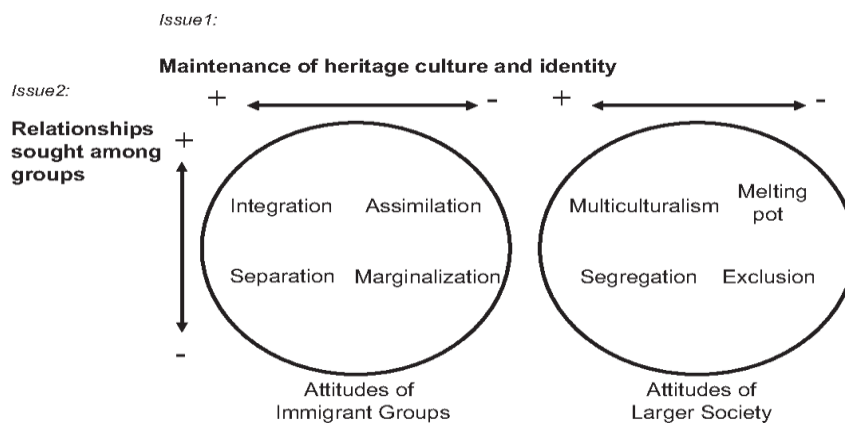 Issue1:
Maintenance of heritage culture and identity
Issue2:
+ - + -
Relationships
sought among
groups
+
Integration Assimilation Multiculturalism Melting
pot
Separation Marginalization Segregation Exclusion
-
Attitudes of
Immigrant Groups
Attitudes of
Larger Society